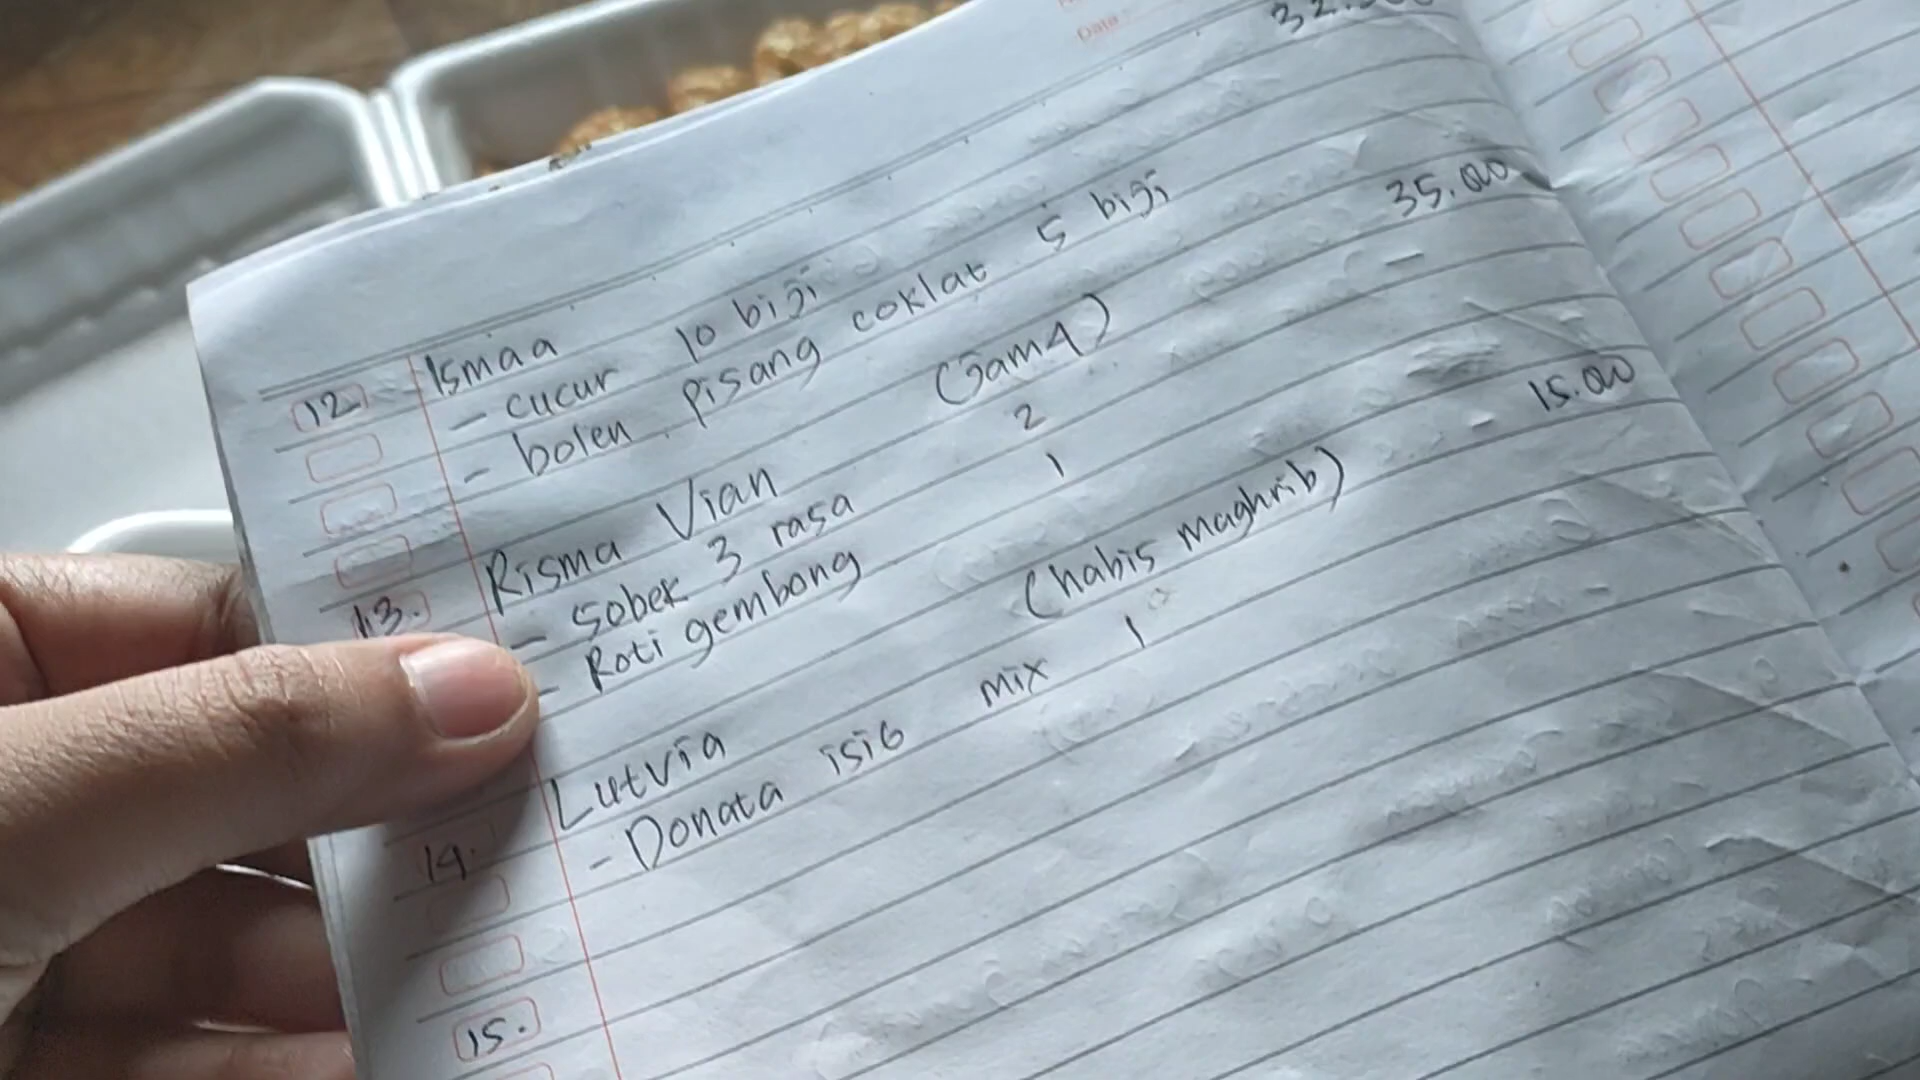 Date
12. Ismaa
- cucur 10 biji
- bolen pisang coklat 5 biji
35.000
13. Risma Vian (Jam 4)
- sobek 3 rasa 2
- Roti gembong 1
15.000
14. Lutvia (habis maghrib)
- Donata isi 6 mix 1
15.